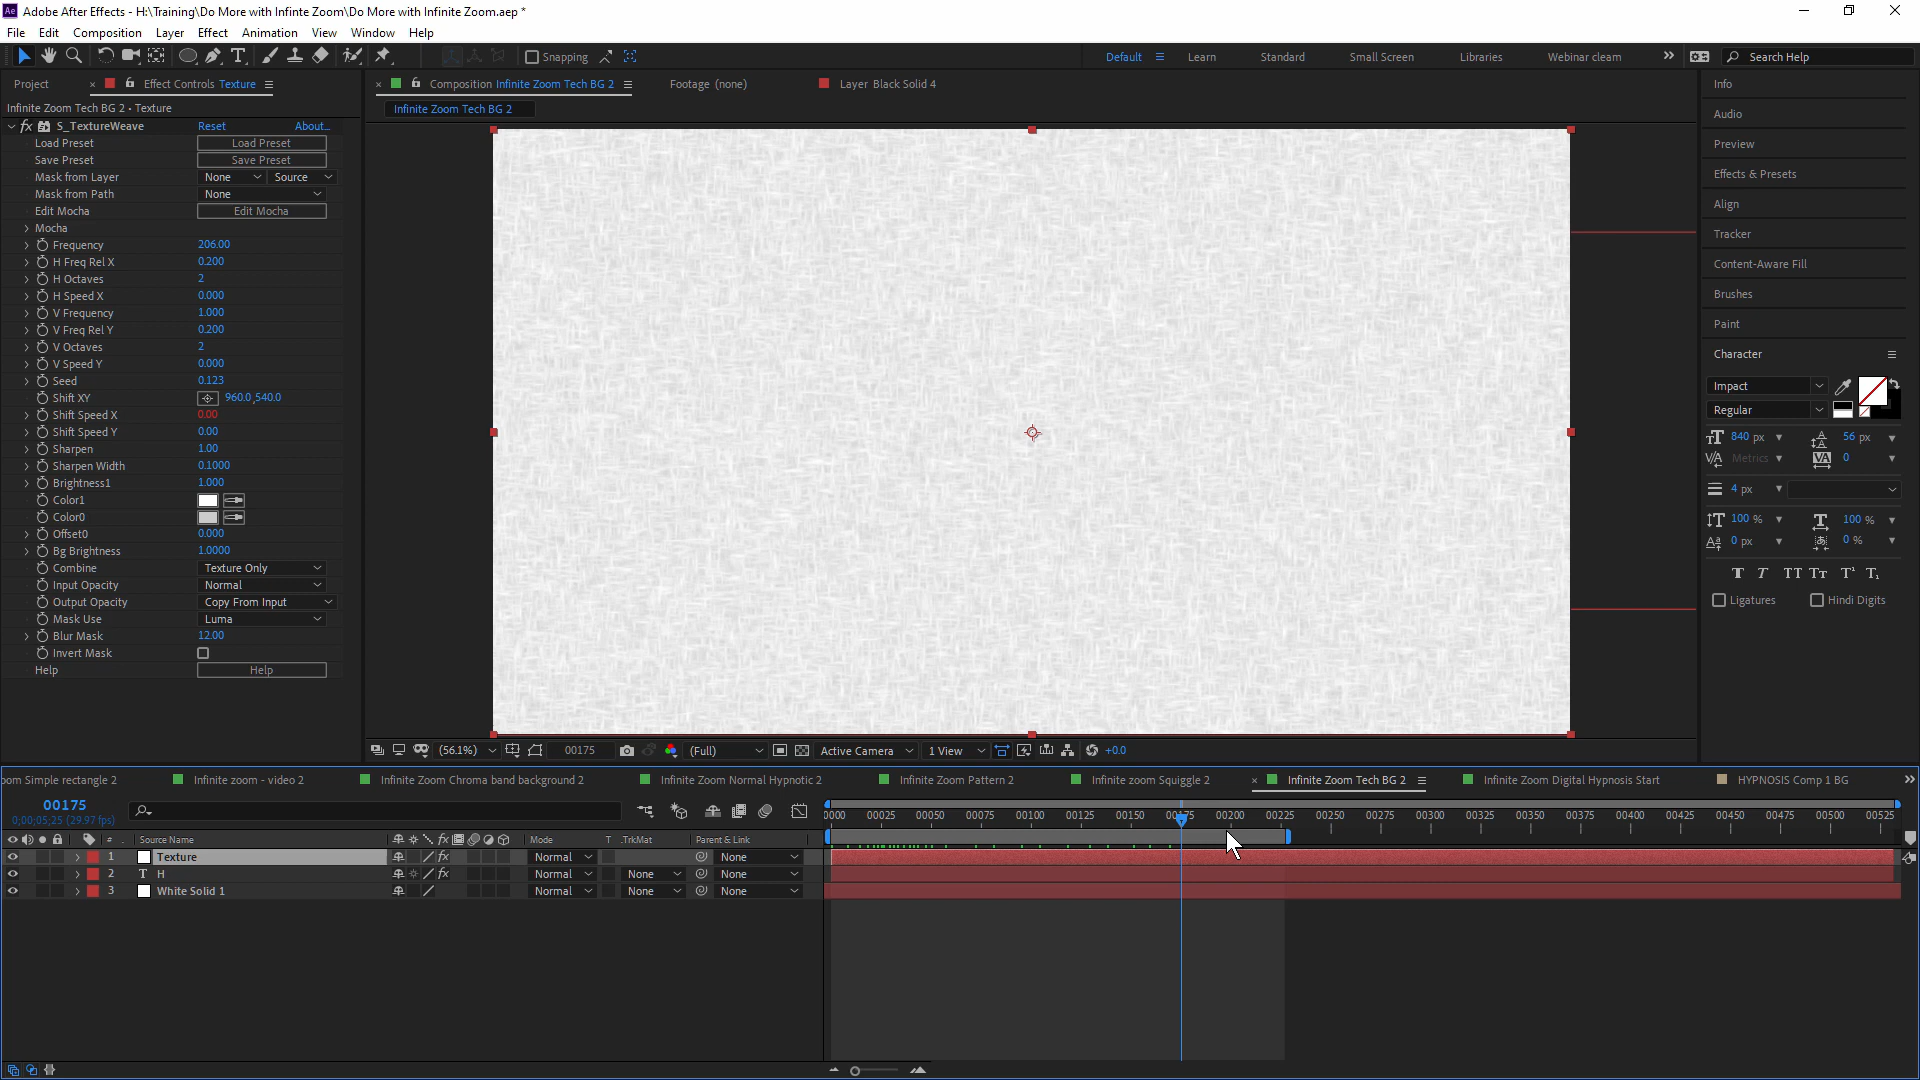 Adobe After Effects - H:\Training\Do More with Infinte Zoom\Do More with Infinite Zoom.aep *
File Edit Composition Layer Effect Animation View Window Help
Snapping
Default Learn Standard Small Screen Libraries Webinar cleam Search Help
Project
Effect Controls Texture
Infinite Zoom Tech BG 2 • Texture
fx S_TextureWeave Reset About...
Load Preset Load Preset
Save Preset Save Preset
Mask from Layer None Source
Mask from Path None
Edit Mocha Edit Mocha
Mocha
Frequency 206.00
H Freq Rel X 0.200
H Octaves 2
H Speed X 0.000
V Frequency 1.000
V Freq Rel Y 0.200
V Octaves 2
V Speed Y 0.000
Seed 0.123
Shift XY 960.0,540.0
Shift Speed X 0.00
Shift Speed Y 0.00
Sharpen 1.00
Sharpen Width 0.1000
Brightness1 1.000
Color1
Color0
Offset0 0.000
Bg Brightness 1.0000
Combine Texture Only
Input Opacity Normal
Output Opacity Copy From Input
Mask Use Luma
Blur Mask 12.00
Invert Mask
Help Help
Composition Infinite Zoom Tech BG 2
Footage (none)
Layer Black Solid 4
Infinite Zoom Tech BG 2
(56.1%) 00175 (Full) Active Camera 1 View +0.0
Info
Audio
Preview
Effects & Presets
Align
Tracker
Content-Aware Fill
Brushes
Paint
Character
Impact
Regular
840 px 56 px
Metrics 0
4 px
100 % 100 %
0 px 0 %
Ligatures Hindi Digits
oom Simple rectangle 2
Infinite zoom - video 2
Infinite Zoom Chroma band background 2
Infinite Zoom Normal Hypnotic 2
Infinite Zoom Pattern 2
Infinite zoom Squiggle 2
Infinite Zoom Tech BG 2
Infinite Zoom Digital Hypnosis Start
HYPNOSIS Comp 1 BG
00175
0;00;05;25 (29.97 fps)
0000 00025 00050 00075 00100 00125 00150 00175 00200 00225 00250 00275 00300 00325 00350 00375 00400 00425 00450 00475 00500 00525
# Source Name Mode T .TrkMat Parent & Link
1 Texture Normal None
2 T H Normal None None
3 White Solid 1 Normal None None